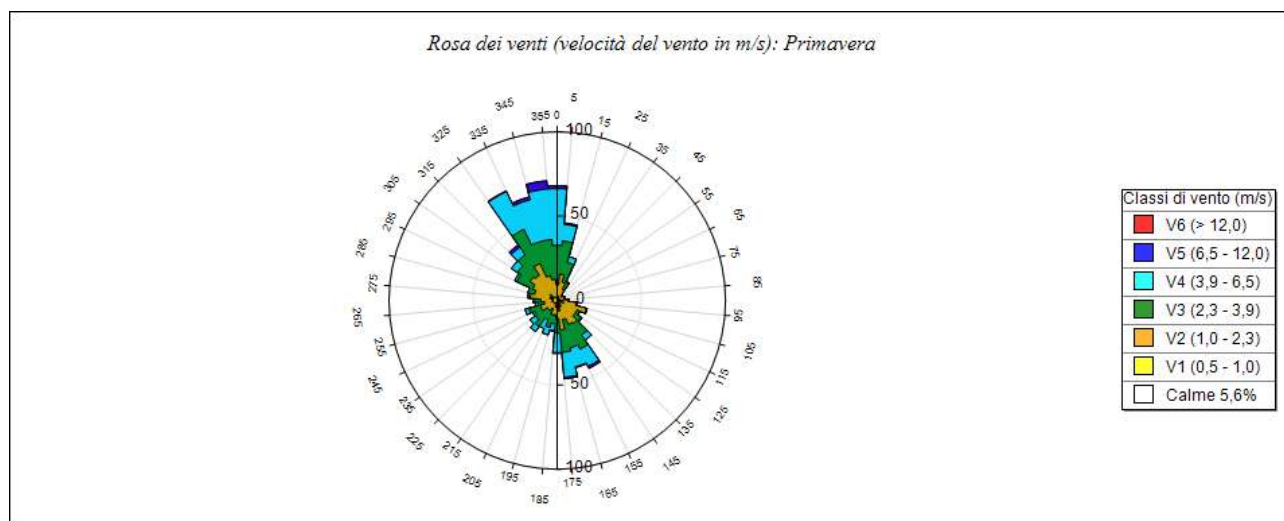 Rosa dei venti (velocità del vento in m/s): Primavera
355 0 5
345 15
335 25
325 35
315 45
305 55
295 65
285 75
275 85
265 95
255 105
245 115
235 125
225 135
215 145
205 155
195 165
185 175
100
50
0
50
100
Classi di vento (m/s)
V6 (> 12,0)
V5 (6,5 - 12,0)
V4 (3,9 - 6,5)
V3 (2,3 - 3,9)
V2 (1,0 - 2,3)
V1 (0,5 - 1,0)
Calme 5,6%